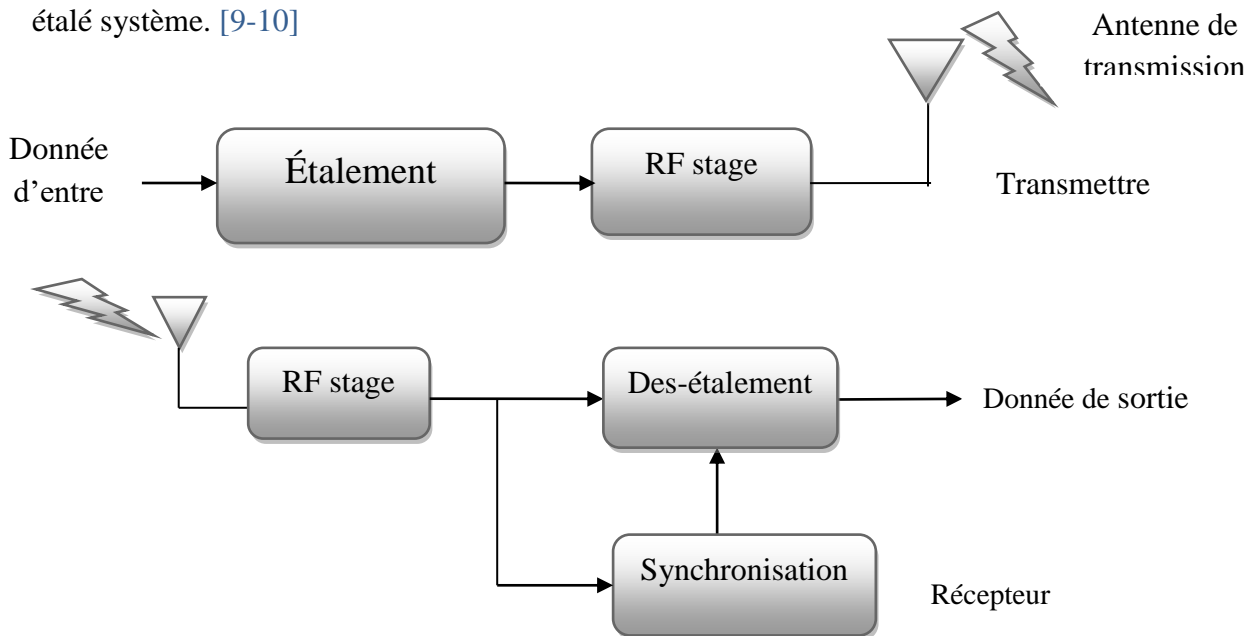 étalé système. [9-10]
Antenne de
transmission
Donnée
d’entre
Étalement
RF stage
Transmettre
RF stage
Des-étalement
Donnée de sortie
Synchronisation
Récepteur